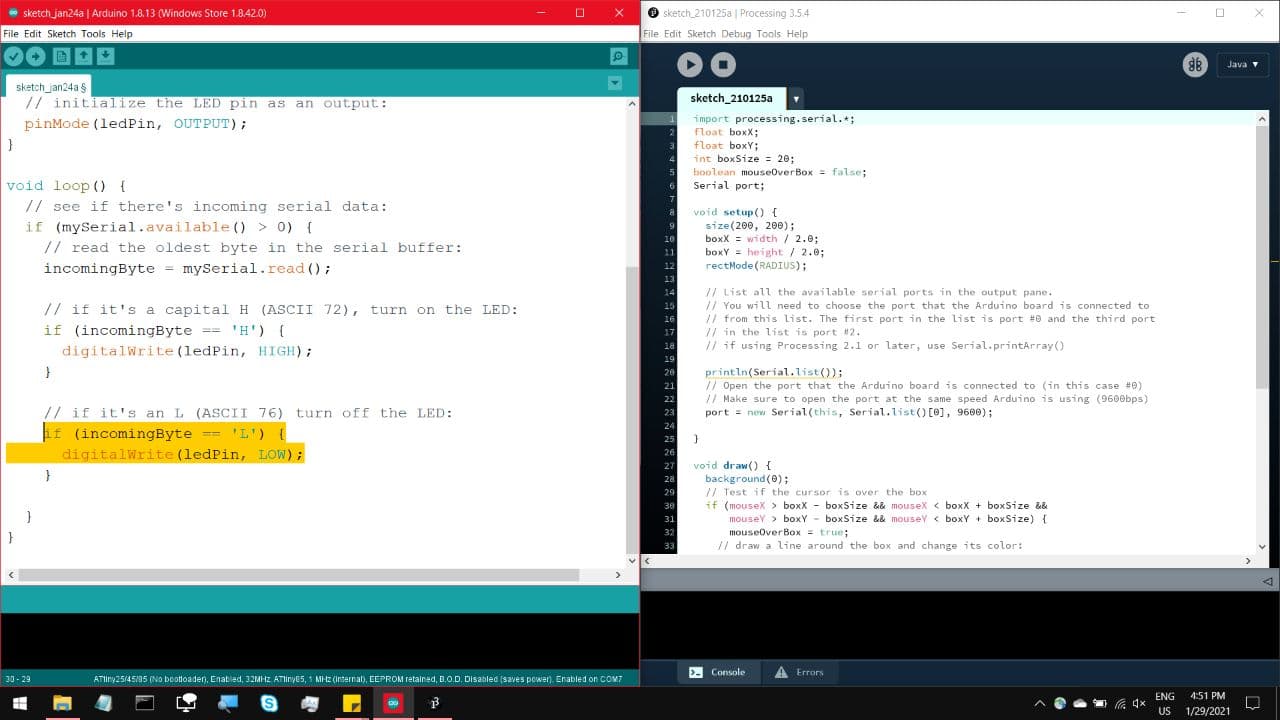 sketch_jan24a | Arduino 1.8.13 (Windows Store 1.8.42.0)
File Edit Sketch Tools Help
sketch_jan24a §
// initialize the LED pin as an output:
pinMode(ledPin, OUTPUT);
}
void loop() {
// see if there's incoming serial data:
if (mySerial.available() > 0) {
// read the oldest byte in the serial buffer:
incomingByte = mySerial.read();
// if it's a capital H (ASCII 72), turn on the LED:
if (incomingByte == 'H') {
digitalWrite(ledPin, HIGH);
}
// if it's an L (ASCII 76) turn off the LED:
if (incomingByte == 'L') {
digitalWrite(ledPin, LOW);
}
}
}
30 - 29
ATtiny25/45/85 (No bootloader), Enabled, 32MHz, ATtiny85, 1 MHz (internal), EEPROM retained, B.O.D. Disabled (saves power), Enabled on COM7
sketch_210125a | Processing 3.5.4
File Edit Sketch Debug Tools Help
Java ▼
sketch_210125a ▼
1 import processing.serial.*;
2 float boxX;
3 float boxY;
4 int boxSize = 20;
5 boolean mouseOverBox = false;
6 Serial port;
7
8 void setup() {
9 size(200, 200);
10 boxX = width / 2.0;
11 boxY = height / 2.0;
12 rectMode(RADIUS);
13
14 // List all the available serial ports in the output pane.
15 // You will need to choose the port that the Arduino board is connected to
16 // from this list. The first port in the list is port #0 and the third port
17 // in the list is port #2.
18 // if using Processing 2.1 or later, use Serial.printArray()
19
20 println(Serial.list());
21 // Open the port that the Arduino board is connected to (in this case #0)
22 // Make sure to open the port at the same speed Arduino is using (9600bps)
23 port = new Serial(this, Serial.list()[0], 9600);
24
25 }
26
27 void draw() {
28 background(0);
29 // Test if the cursor is over the box
30 if (mouseX > boxX - boxSize && mouseX < boxX + boxSize &&
31 mouseY > boxY - boxSize && mouseY < boxY + boxSize) {
32 mouseOverBox = true;
33 // draw a line around the box and change its color:
Console Errors
ENG
US
4:51 PM
1/29/2021